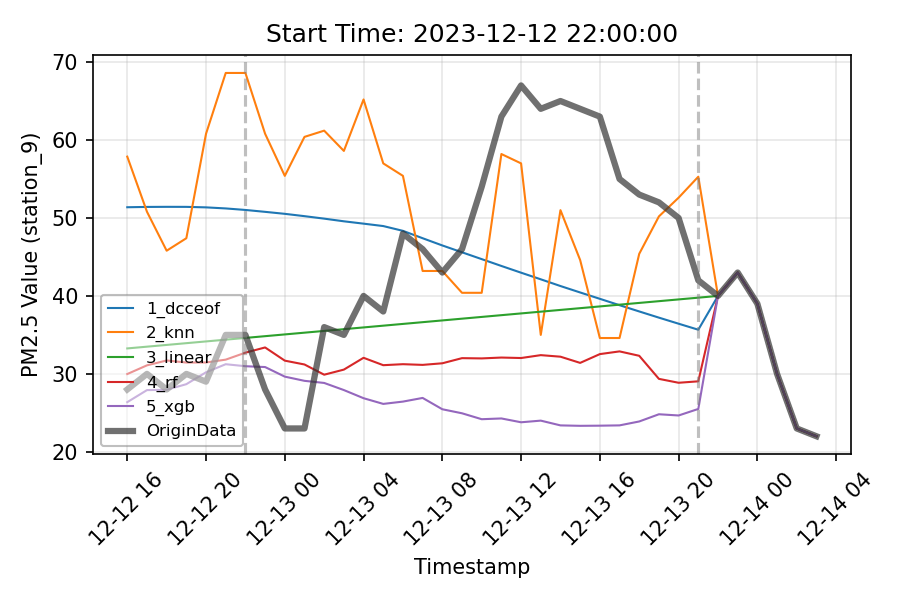 Start Time: 2023-12-12 22:00:00
PM2.5 Value (station_9)
70
60
50
40
30
20
1_dcceof
2_knn
3_linear
4_rf
5_xgb
OriginData
12-12 16
12-12 20
12-13 00
12-13 04
12-13 08
12-13 12
12-13 16
12-13 20
12-14 00
12-14 04
Timestamp